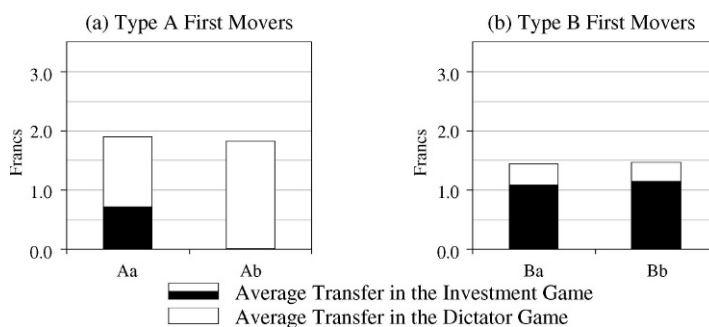 (a) Type A First Movers
3.0
2.0
1.0
0.0
Francs
Aa Ab
(b) Type B First Movers
3.0
2.0
1.0
0.0
Francs
Ba Bb
Average Transfer in the Investment Game
Average Transfer in the Dictator Game